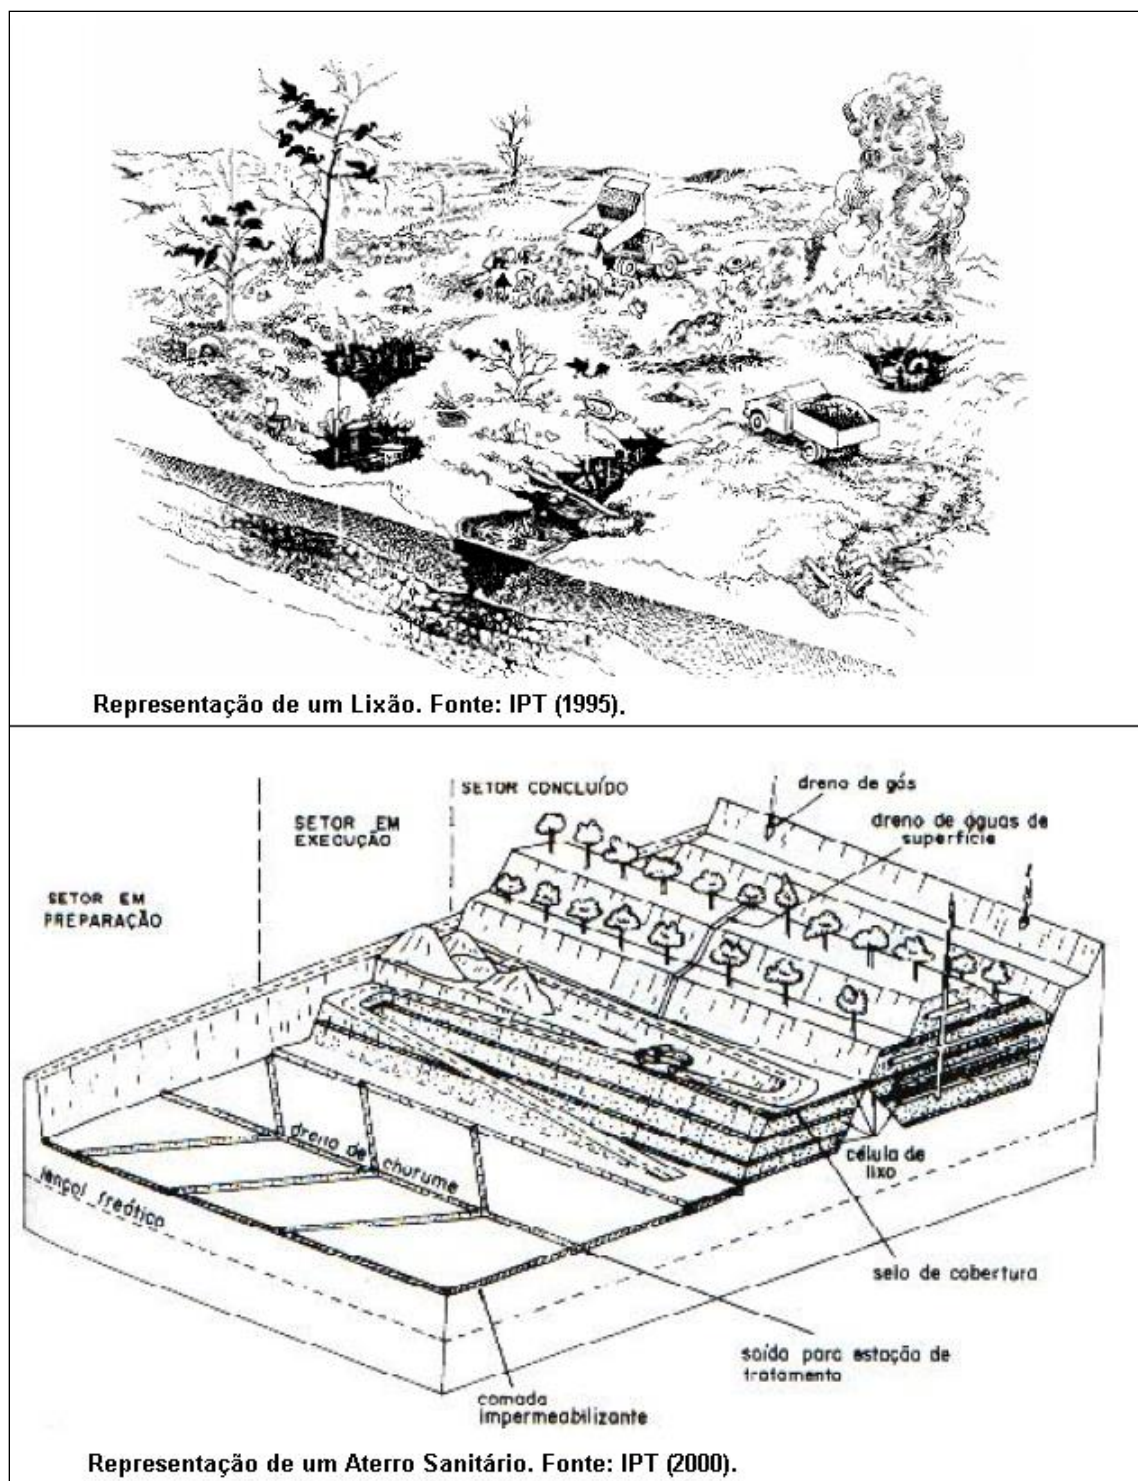 Representação de um Lixão. Fonte: IPT (1995).
SETOR EM
PREPARAÇÃO
SETOR EM
EXECUÇÃO
SETOR CONCLUÍDO
dreno de gás
dreno de águas de
superfície
dreno de chorume
lençol freático
célula de
lixo
selo de cobertura
saída para estação de
tratamento
camada
impermeabilizante
Representação de um Aterro Sanitário. Fonte: IPT (2000).